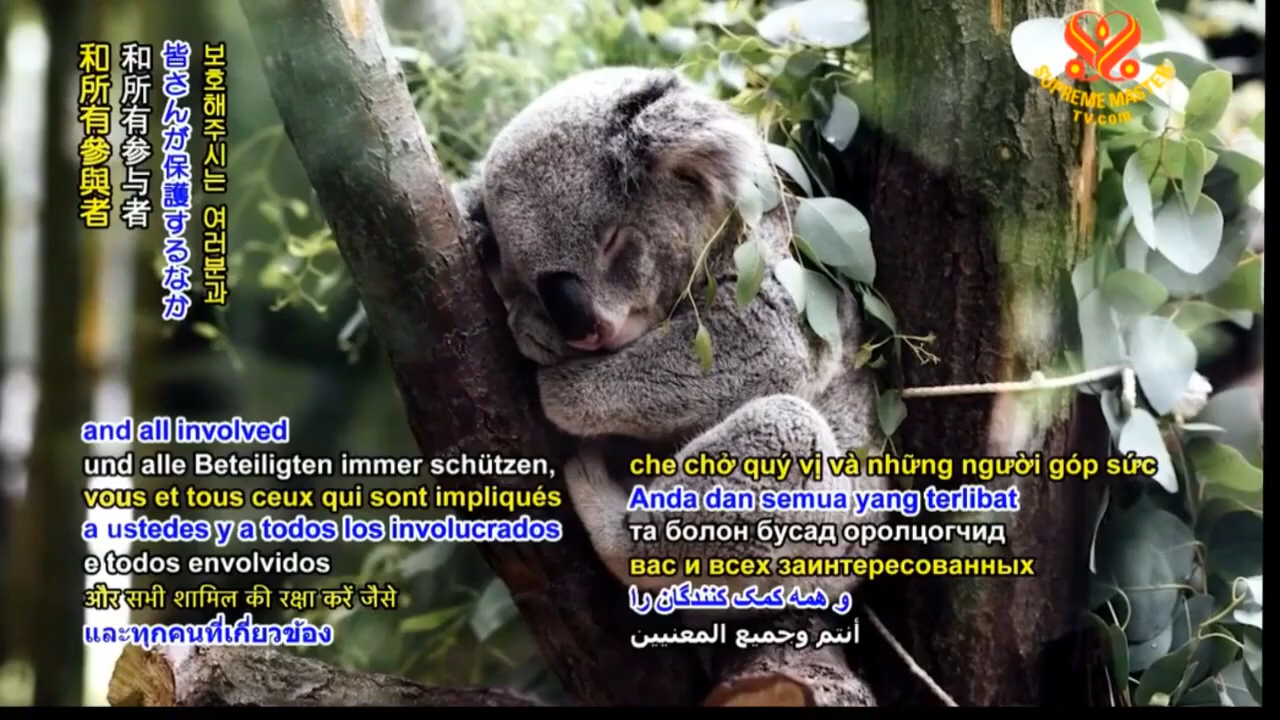 和所有參與者
和所有参与者
皆さんが保護するなか
보호해주시는 여러분과
SUPREME MASTER
TV.com
and all involved
und alle Beteiligten immer schützen,
vous et tous ceux qui sont impliqués
a ustedes y a todos los involucrados
e todos envolvidos
और सभी शामिल की रक्षा करें जैसे
และทุกคนที่เกี่ยวข้อง
che chở quý vị và những người góp sức
Anda dan semua yang terlibat
та болон бусад оролцогчид
вас и всех заинтересованных
و همه کمک کنندگان را
أنتم وجميع المعنيين